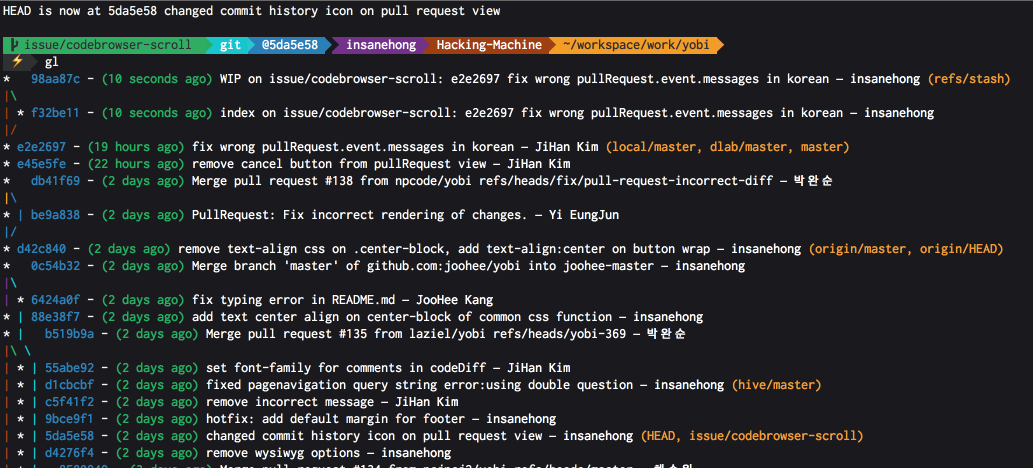 HEAD is now at 5da5e58 changed commit history icon on pull request view
issue/codebrowser-scroll git @5da5e58 insanehong Hacking-Machine ~/workspace/work/yobi
⚡ gl
* 98aa87c - (10 seconds ago) WIP on issue/codebrowser-scroll: e2e2697 fix wrong pullRequest.event.messages in korean – insanehong (refs/stash)
|\
| * f32be11 - (10 seconds ago) index on issue/codebrowser-scroll: e2e2697 fix wrong pullRequest.event.messages in korean – insanehong
|/
* e2e2697 - (19 hours ago) fix wrong pullRequest.event.messages in korean – JiHan Kim (local/master, dlab/master, master)
* e45e5fe - (22 hours ago) remove cancel button from pullRequest view – JiHan Kim
* db41f69 - (2 days ago) Merge pull request #138 from npcode/yobi refs/heads/fix/pull-request-incorrect-diff – 박완순
|\
* | be9a838 - (2 days ago) PullRequest: Fix incorrect rendering of changes. – Yi EungJun
|/
* d42c840 - (2 days ago) remove text-align css on .center-block, add text-align:center on button wrap – insanehong (origin/master, origin/HEAD)
* 0c54b32 - (2 days ago) Merge branch 'master' of github.com:joohee/yobi into joohee-master – insanehong
|\
| * 6424a0f - (2 days ago) fix typing error in README.md – JooHee Kang
* | 88e38f7 - (2 days ago) add text center align on center-block of common css function – insanehong
* | b519b9a - (2 days ago) Merge pull request #135 from laziel/yobi refs/heads/yobi-369 – 박완순
|\ \
| * | 55abe92 - (2 days ago) set font-family for comments in codeDiff – JiHan Kim
| * | d1cbcbf - (2 days ago) fixed pagenavigation query string error:using double question – insanehong (hive/master)
| * | c5f41f2 - (2 days ago) remove incorrect message – JiHan Kim
| * | 9bce9f1 - (2 days ago) hotfix: add default margin for footer – insanehong
| * | 5da5e58 - (2 days ago) changed commit history icon on pull request view – insanehong (HEAD, issue/codebrowser-scroll)
| * | d4276f4 - (2 days ago) remove wysiwyg options – insanehong